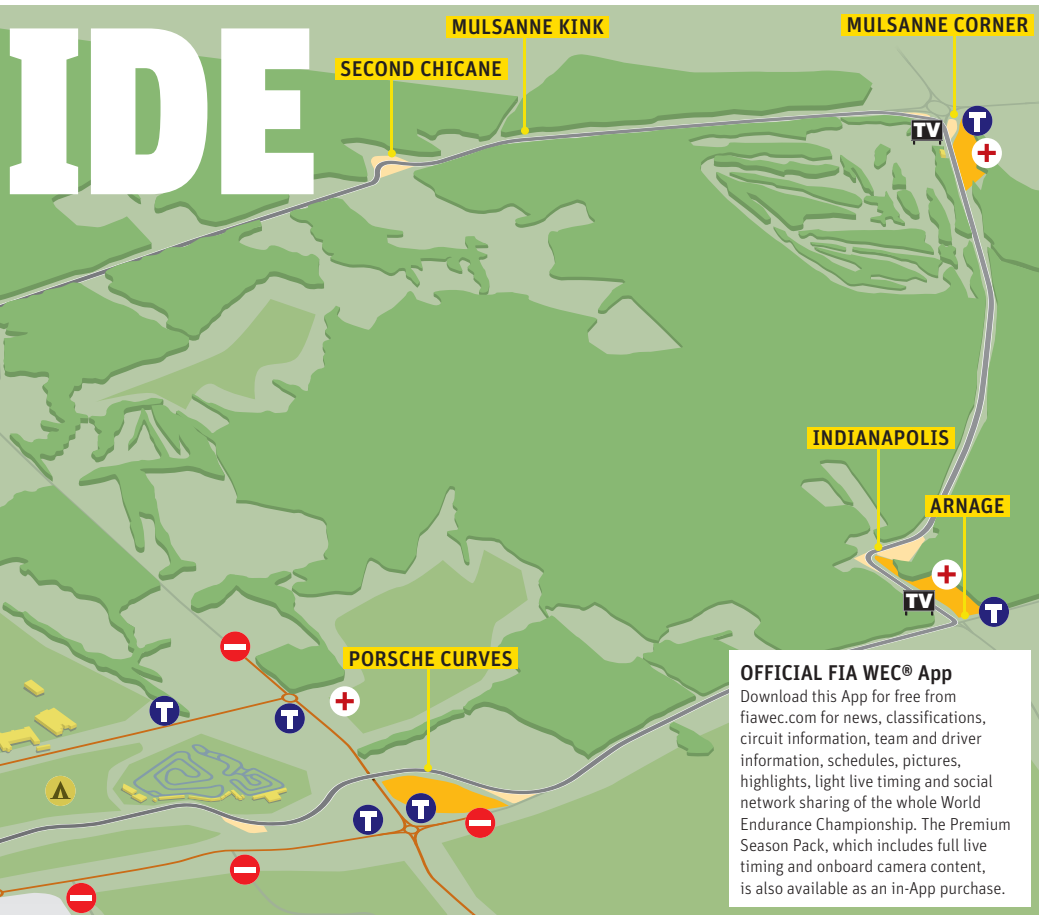 IDE
MULSANNE KINK
MULSANNE CORNER
SECOND CHICANE
TV
T
INDIANAPOLIS
ARNAGE
TV
T
PORSCHE CURVES
T
T
T
T
OFFICIAL FIA WEC® App
Download this App for free from
fiawec.com for news, classifications,
circuit information, team and driver
information, schedules, pictures,
highlights, light live timing and social
network sharing of the whole World
Endurance Championship. The Premium
Season Pack, which includes full live
timing and onboard camera content,
is also available as an in-App purchase.